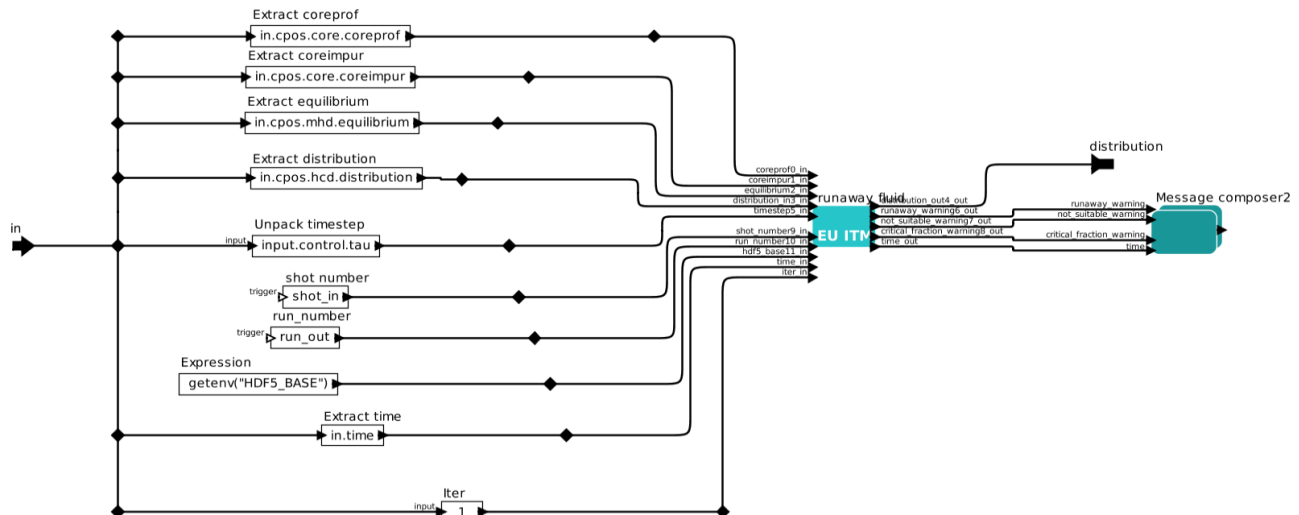 Extract coreprof
in.cpos.core.coreprof
Extract coreimpur
in.cpos.core.coreimpur
Extract equilibrium
in.cpos.mhd.equilibrium
Extract distribution
in.cpos.hcd.distribution
in
Unpack timestep
input
input.control.tau
shot number
trigger
shot_in
run_number
trigger
run_out
Expression
getenv("HDF5_BASE")
Extract time
in.time
Iter
input
1
coreprof0_in
coreimpur1_in
equilibrium2_in
distribution_in3_in
timestep5_in
shot_number9_in
run_number10_in
hdf5_base11_in
time_in
iter_in
runaway_fluid
EU ITM
distribution_out4_out
runaway_warning6_out
not_suitable_warning7_out
critical_fraction_warning8_out
time_out
distribution
Message composer2
runaway_warning
not_suitable_warning
critical_fraction_warning
time